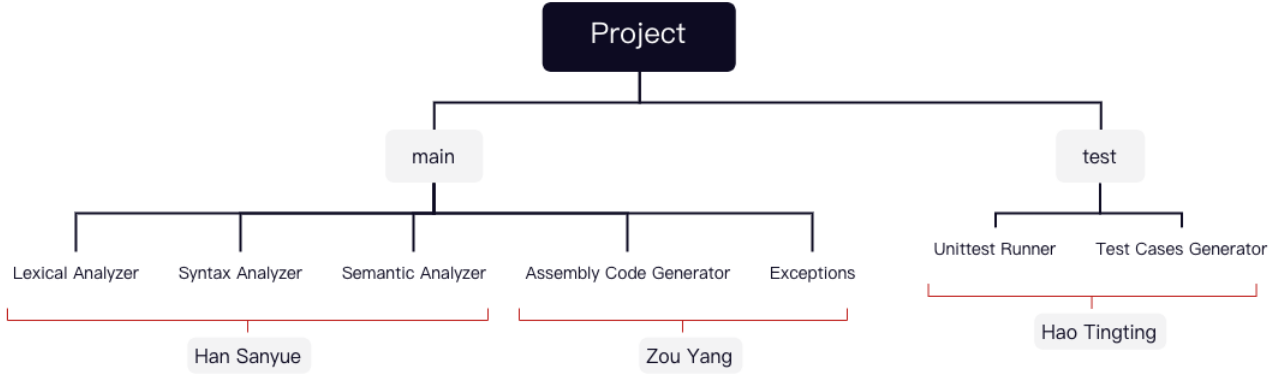 Project
main
test
Lexical Analyzer
Syntax Analyzer
Semantic Analyzer
Assembly Code Generator
Exceptions
Unittest Runner
Test Cases Generator
Han Sanyue
Zou Yang
Hao Tingting